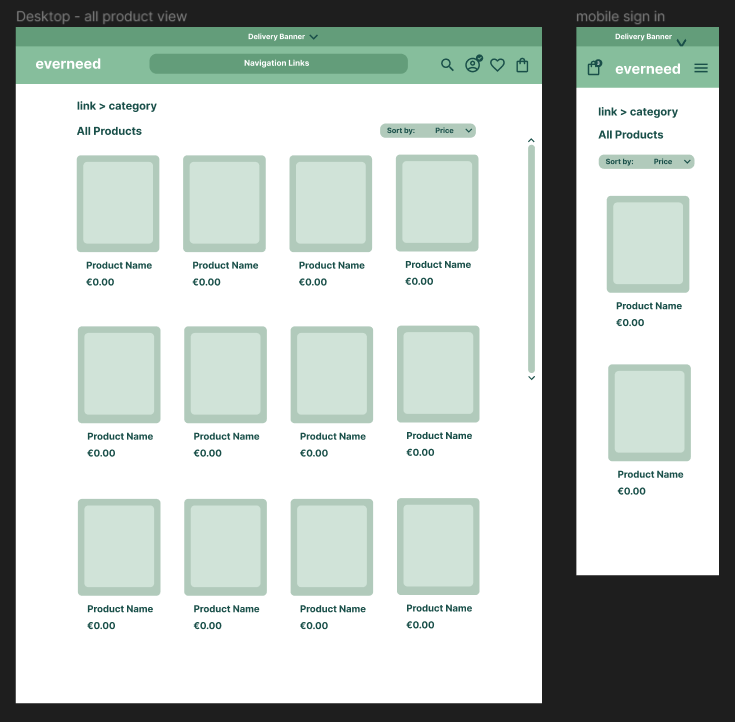 Desktop - all product view
Delivery Banner
everneed
Navigation Links
link > category
All Products
Sort by: Price
Product Name Product Name Product Name Product Name
€0.00 €0.00 €0.00 €0.00
Product Name Product Name Product Name Product Name
€0.00 €0.00 €0.00 €0.00
Product Name Product Name Product Name Product Name
€0.00 €0.00 €0.00 €0.00
mobile sign in
Delivery Banner
everneed
link > category
All Products
Sort by: Price
Product Name
€0.00
Product Name
€0.00